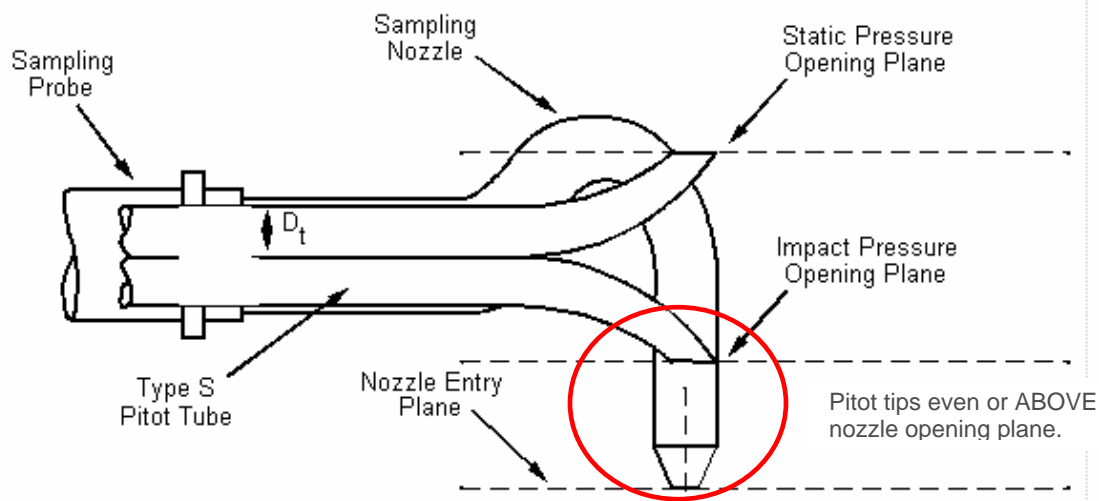 Sampling
Nozzle
Static Pressure
Opening Plane
Sampling
Probe
D_t
Impact Pressure
Opening Plane
Type S
Pitot Tube
Nozzle Entry
Plane
Pitot tips even or ABOVE
nozzle opening plane.